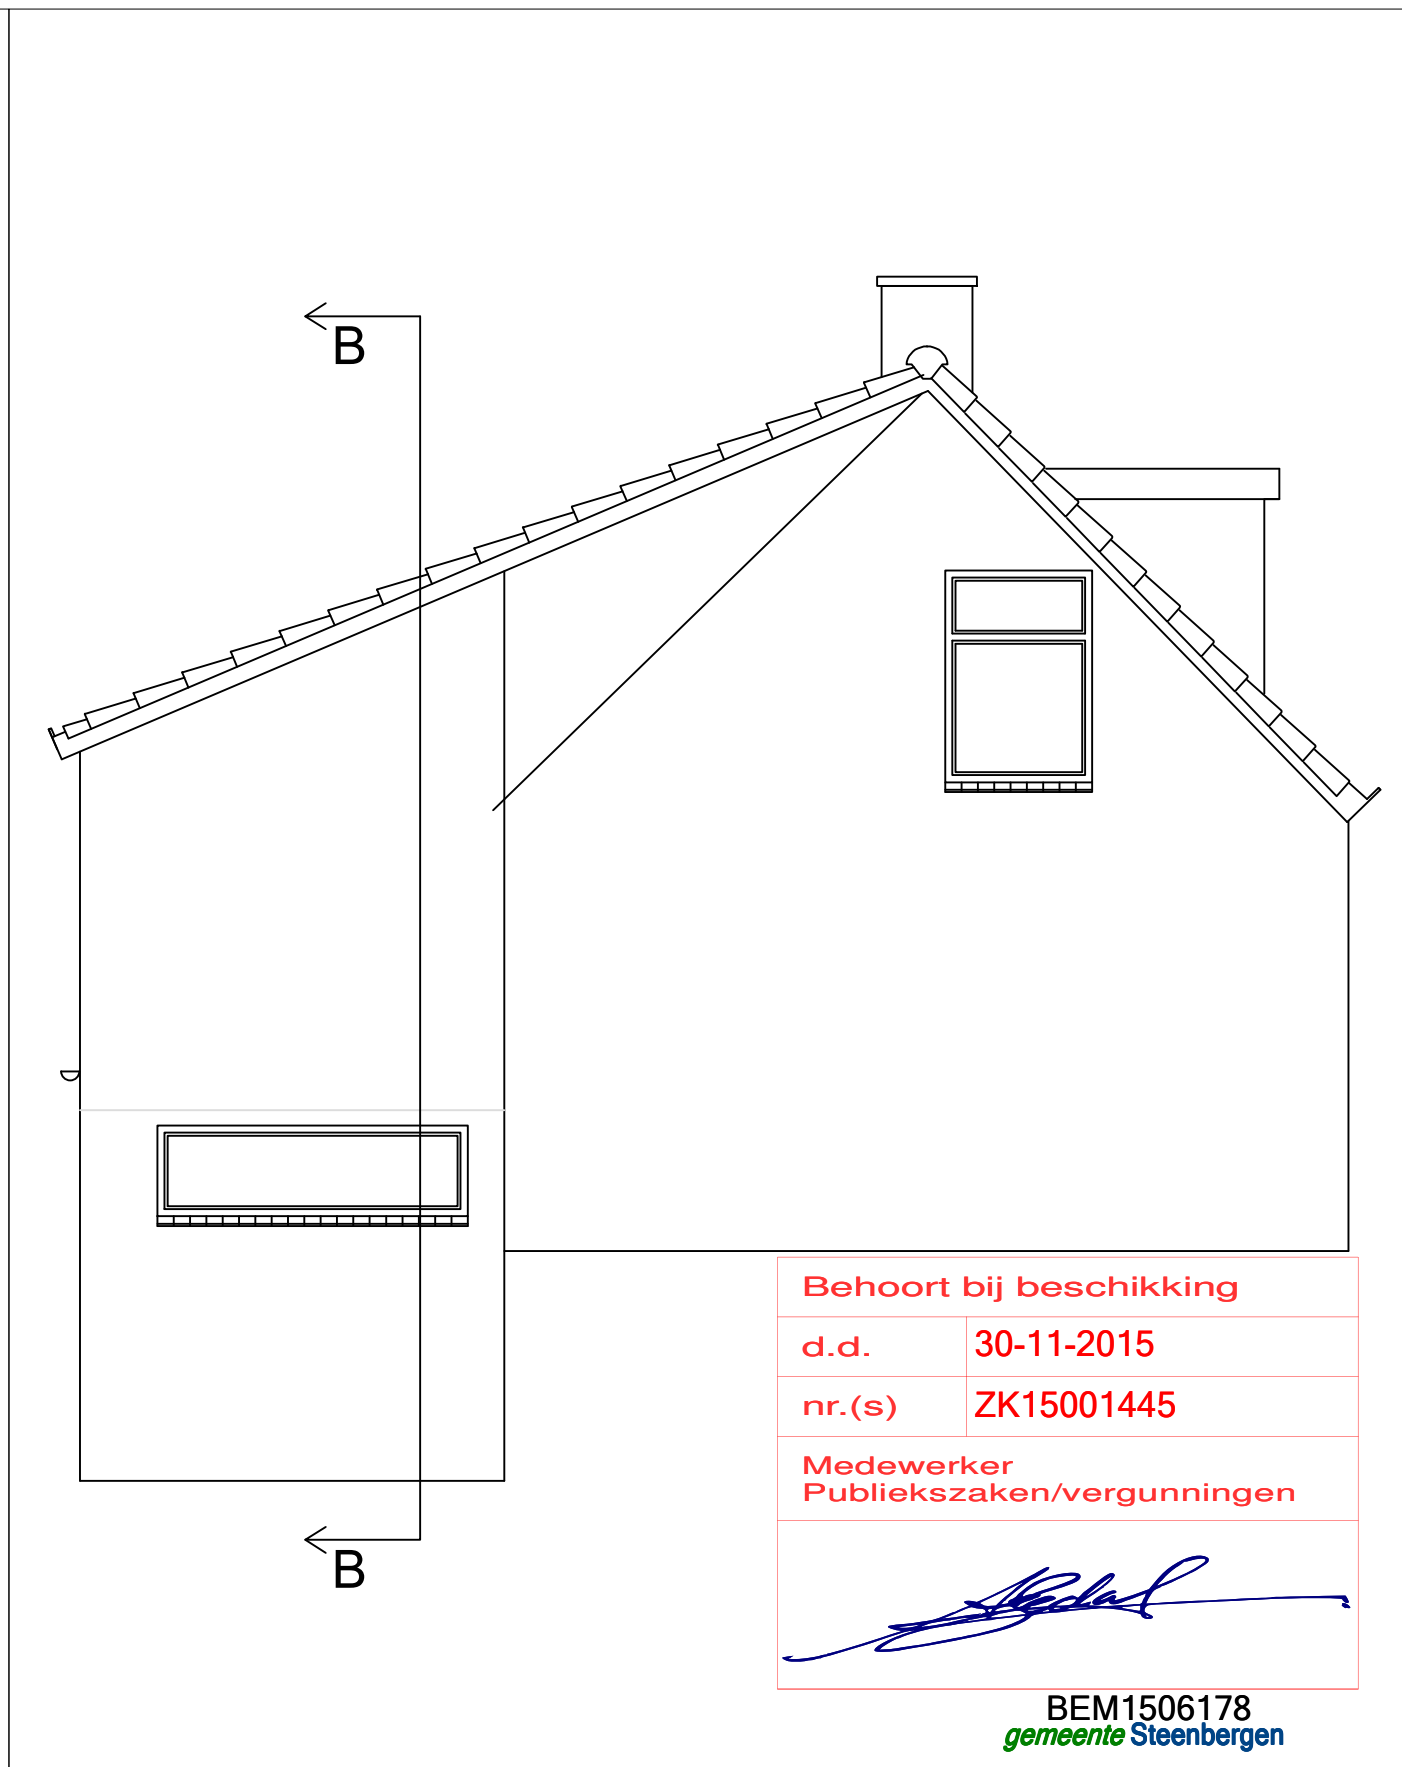 B
B
Behoort bij beschikking
d.d. 30-11-2015
nr.(s) ZK15001445
Medewerker
Publiekszaken/vergunningen
BEM1506178
gemeente Steenbergen